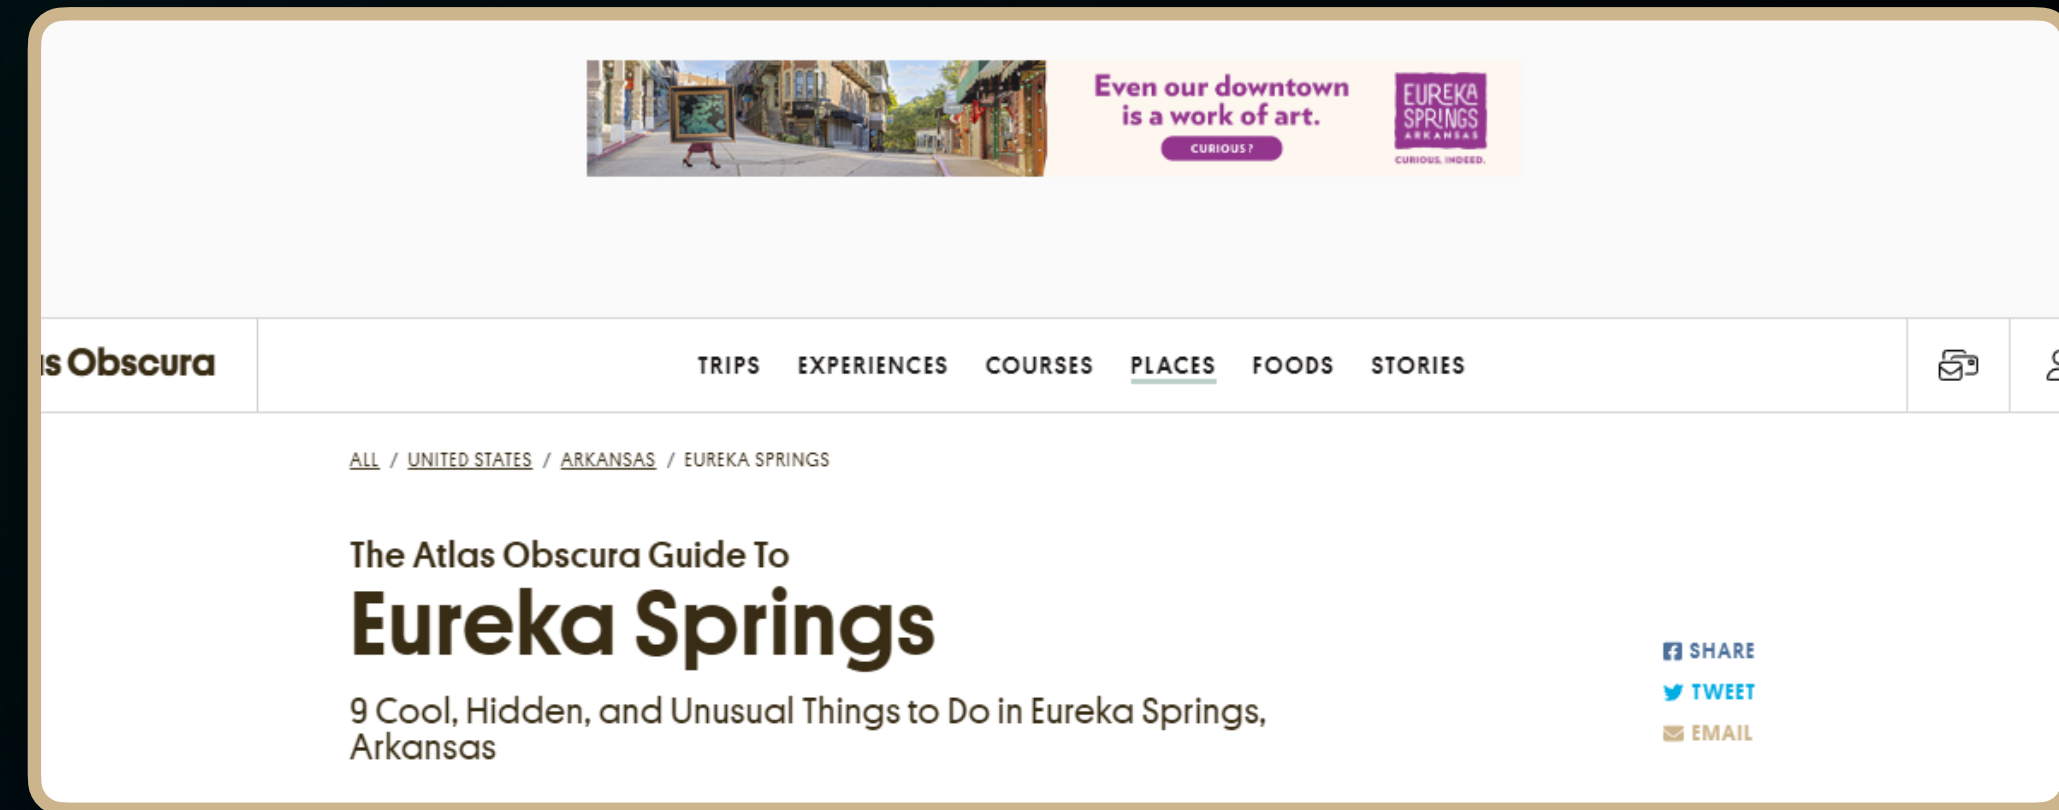 Even our downtown
is a work of art.
CURIOUS?
EUREKA
SPRINGS
ARKANSAS
CURIOUS, INDEED.
s Obscura
TRIPS EXPERIENCES COURSES PLACES FOODS STORIES
ALL / UNITED STATES / ARKANSAS / EUREKA SPRINGS
The Atlas Obscura Guide To
Eureka Springs
9 Cool, Hidden, and Unusual Things to Do in Eureka Springs,
Arkansas
SHARE
TWEET
EMAIL